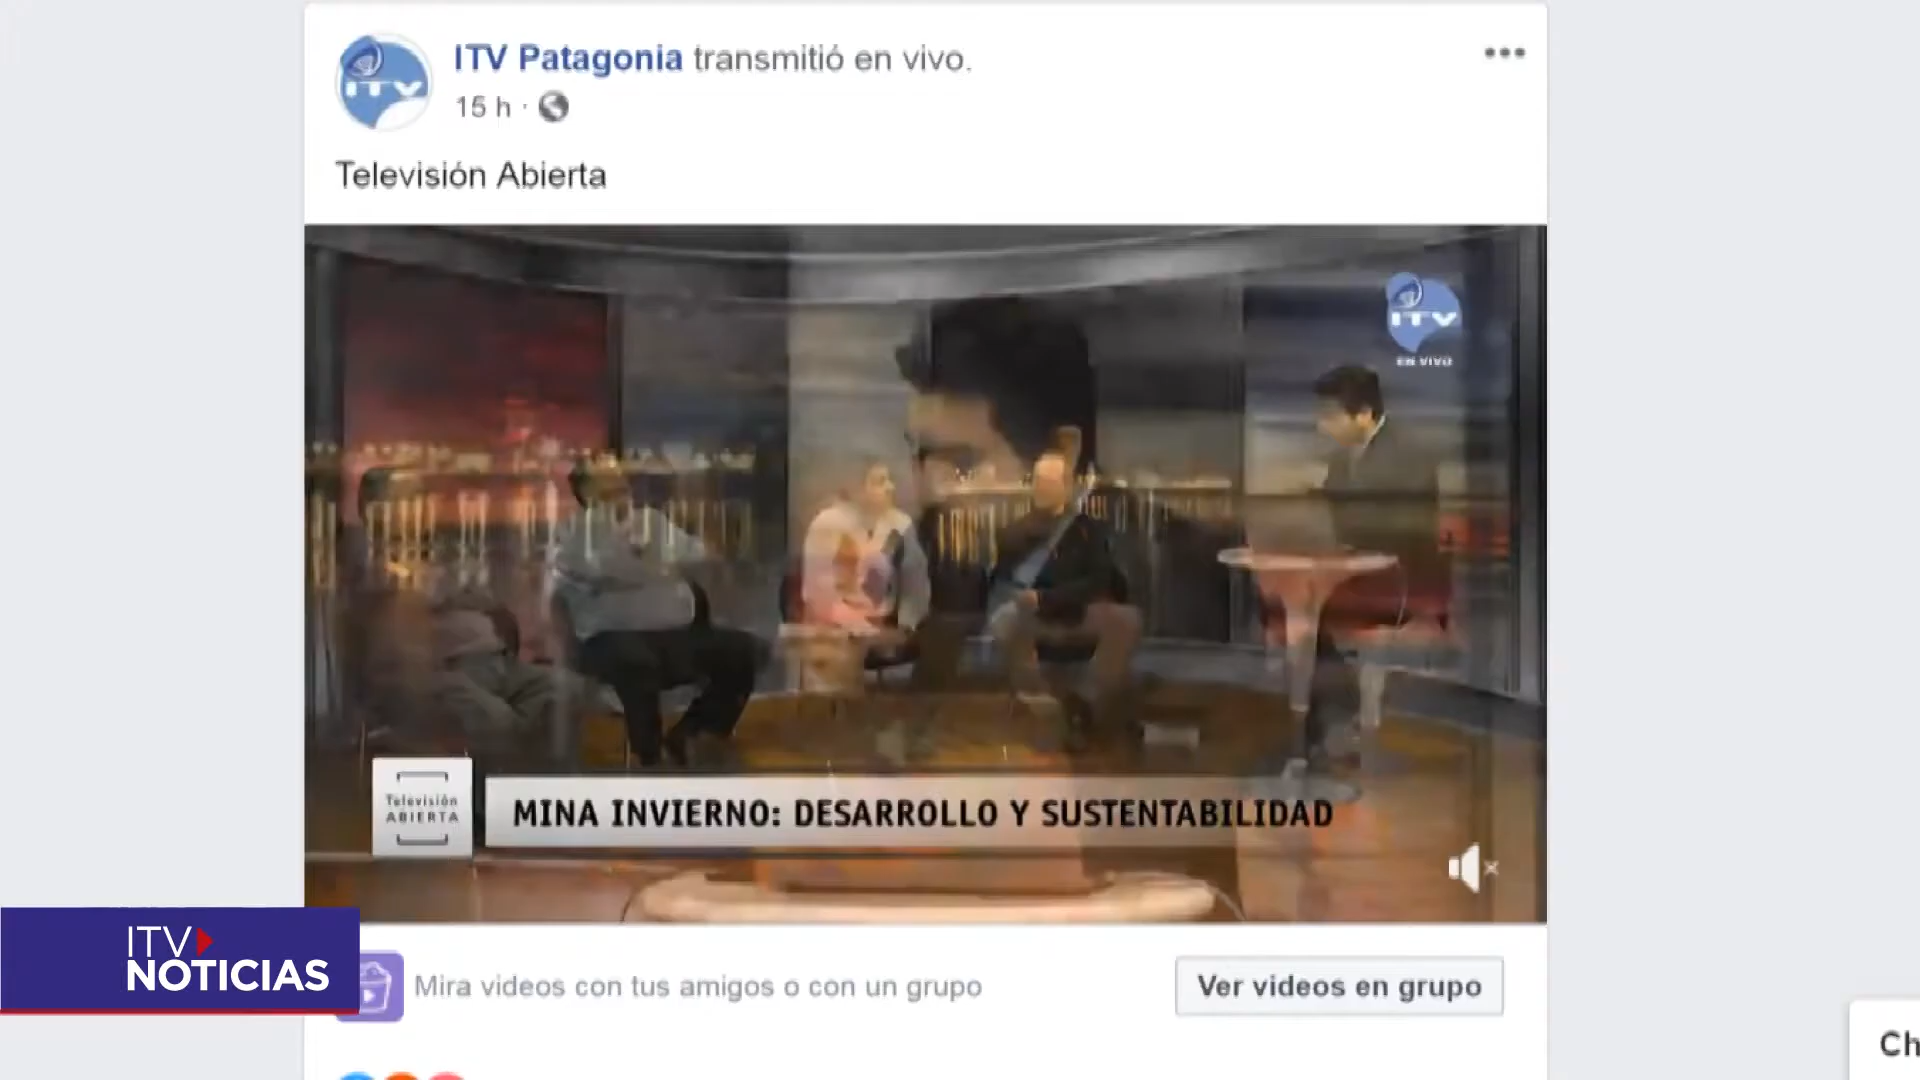 ITV Patagonia transmitió en vivo.
15 h ·
ITV
Televisión Abierta
ITV
EN VIVO
Televisión
ABIERTA
MINA INVIERNO: DESARROLLO Y SUSTENTABILIDAD
ITV
NOTICIAS
Mira videos con tus amigos o con un grupo
Ver videos en grupo
Ch